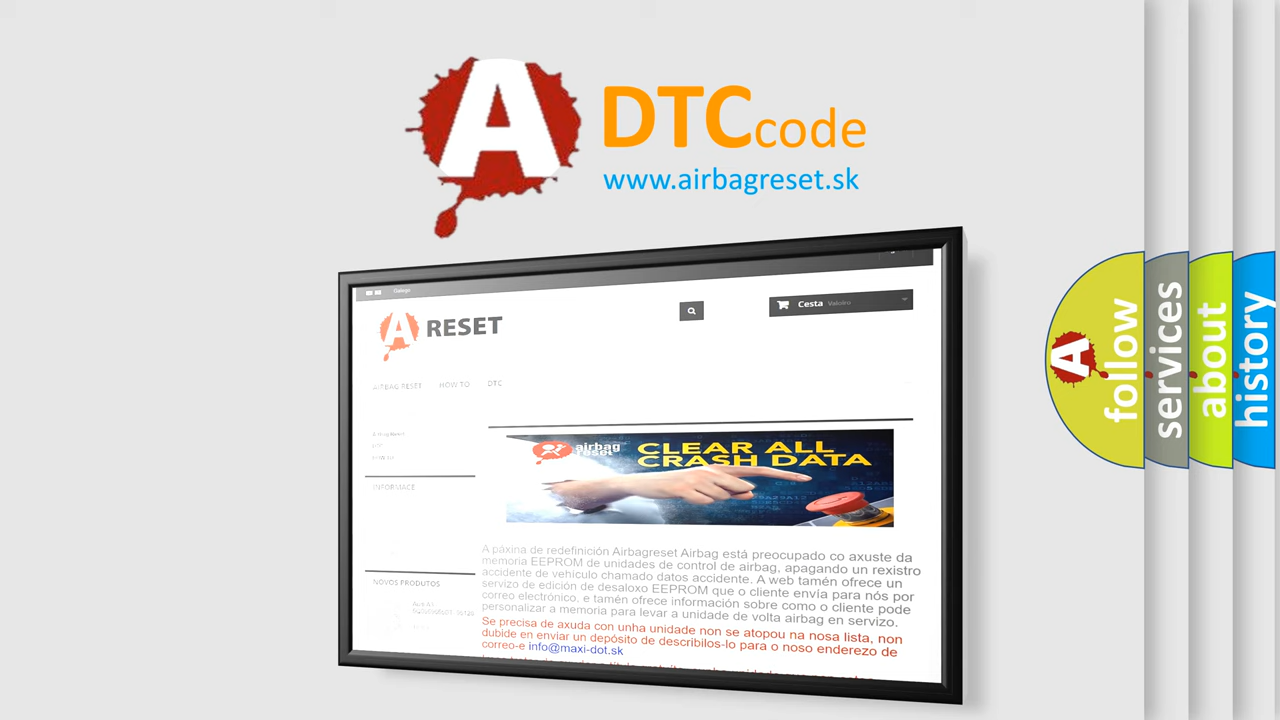 A
DTCcode
www.airbagreset.sk
Galego
A RESET
Cesta Valeiro
AIRBAG RESET HOW TO DTC
INFORMACE
airbag
reset
CLEAR ALL
CRASH DATA
A páxina de redefinición Airbagreset Airbag está preocupado co axuste da
memoria EEPROM de unidades de control de airbag, apagando un rexistro
accidente de vehículo chamado datos accidente. A web tamén ofrece un
servizo de edición de desaloxo EEPROM que o cliente envía para nós por
correo electrónico, e tamén ofrece información sobre como o cliente pode
personalizar a memoria para levar a unidade de volta airbag en servizo.
Se precisa de axuda con unha unidade non se atopou na nosa lista, non
dubide en enviar un depósito de describilos-lo para o noso enderezo de
correo-e info@maxi-dot.sk
NOVOS PRODUTOS
A
follow
services
about
history